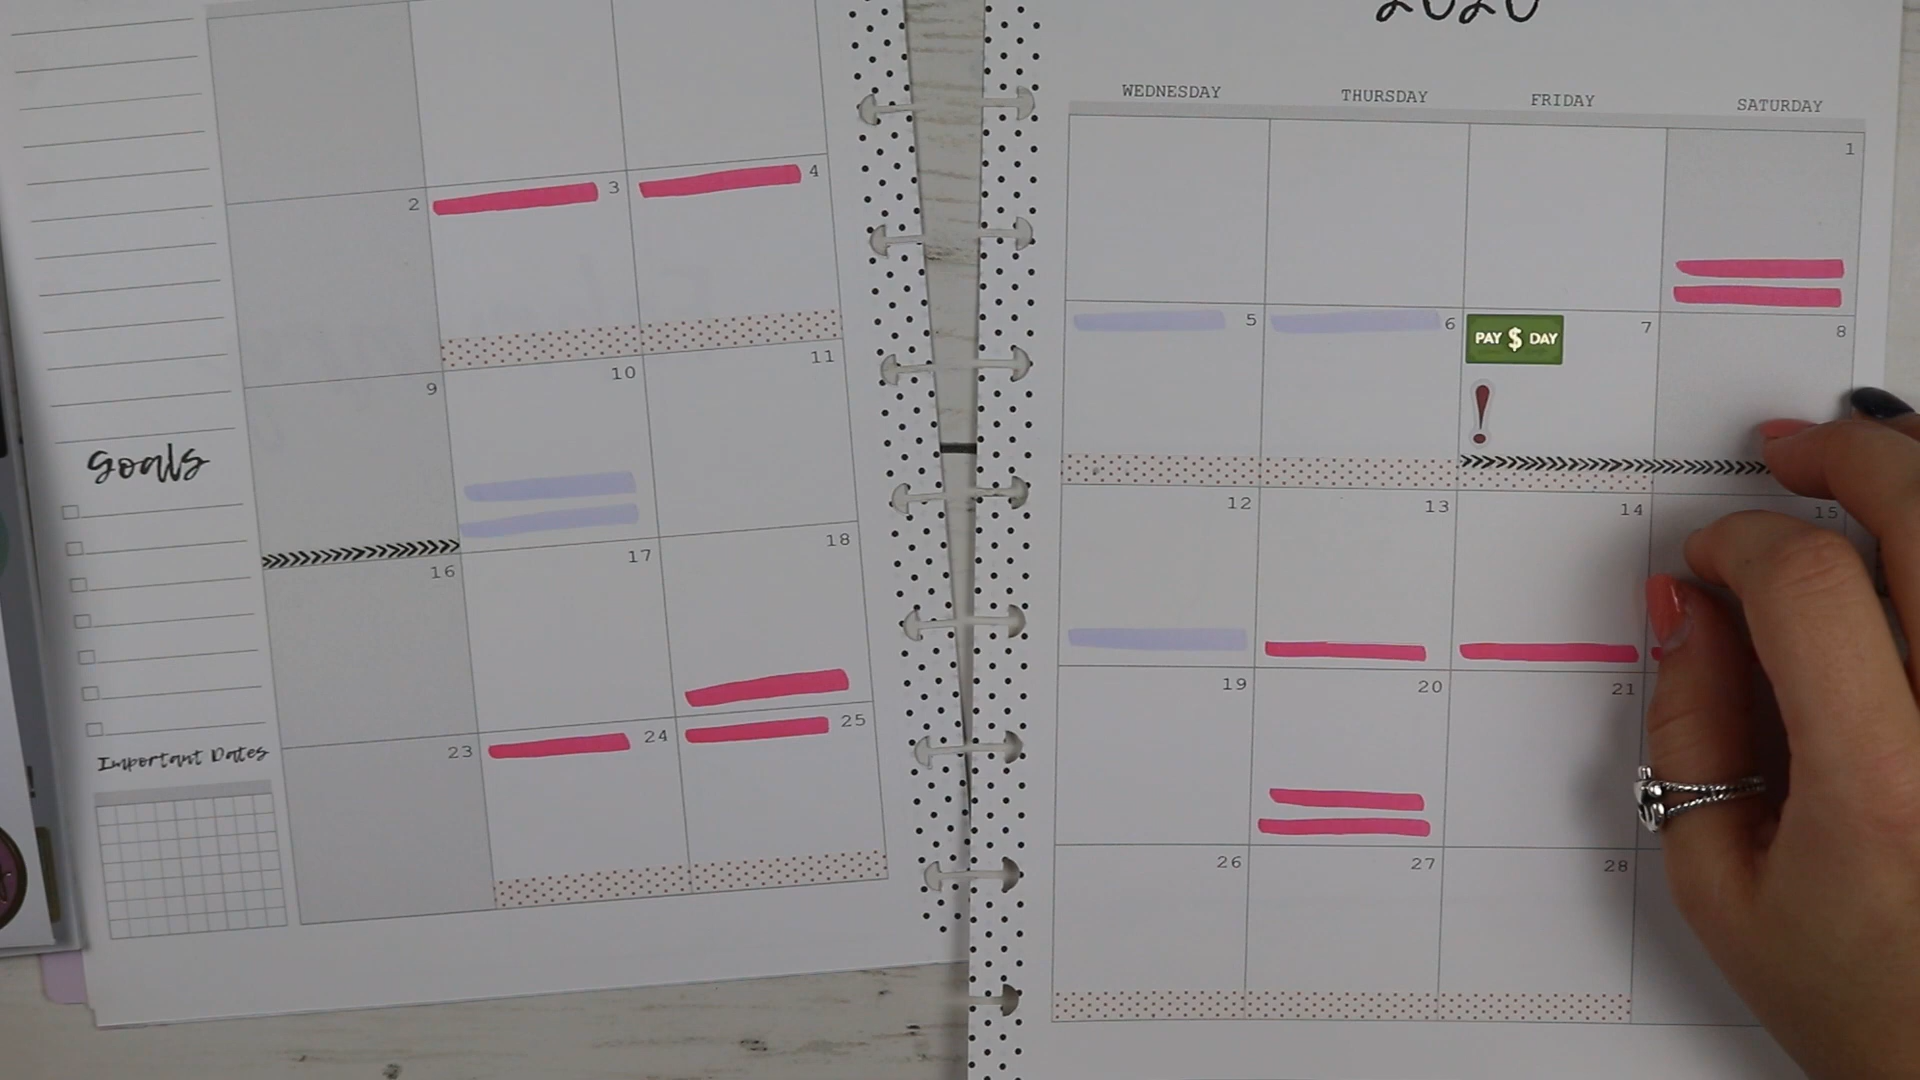 2020
WEDNESDAY THURSDAY FRIDAY SATURDAY
1
2 3 4 5 6 7 8
PAY $ DAY
!
9 10 11 12 13 14 15
Goals
16 17 18 19 20 21
Important Dates
23 24 25 26 27 28